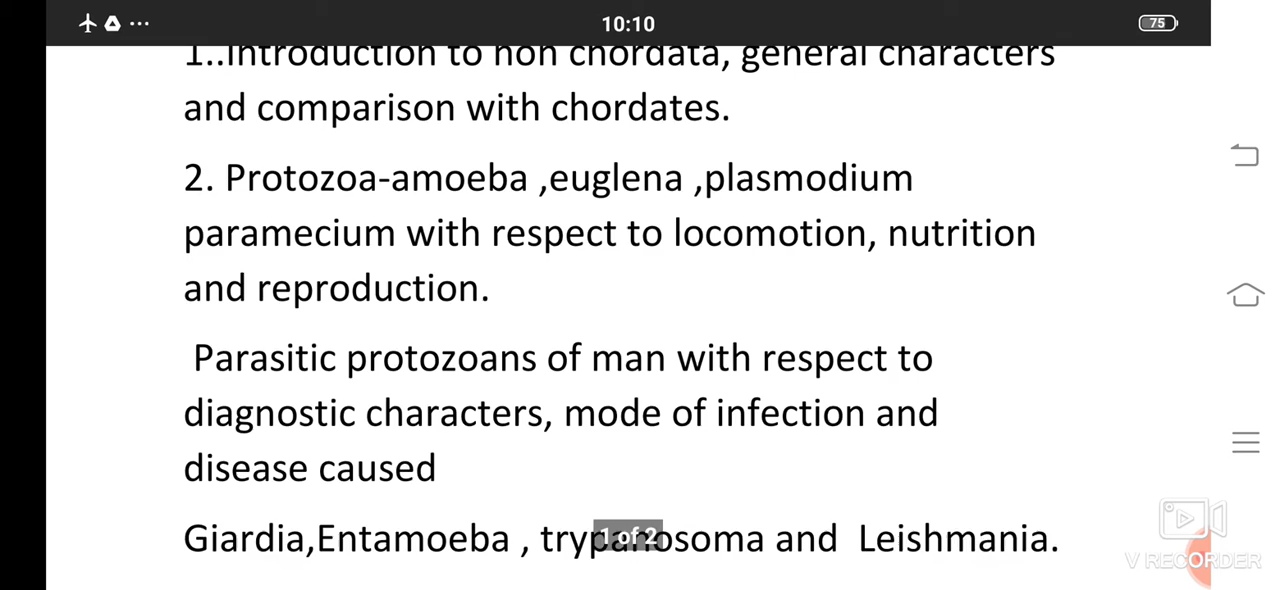 10:10
75
1..Introduction to non chordata, general characters
and comparison with chordates.
2. Protozoa-amoeba ,euglena ,plasmodium
paramecium with respect to locomotion, nutrition
and reproduction.
Parasitic protozoans of man with respect to
diagnostic characters, mode of infection and
disease caused
Giardia,Entamoeba , trypanosoma and Leishmania.
1 of 2
V RECORDER